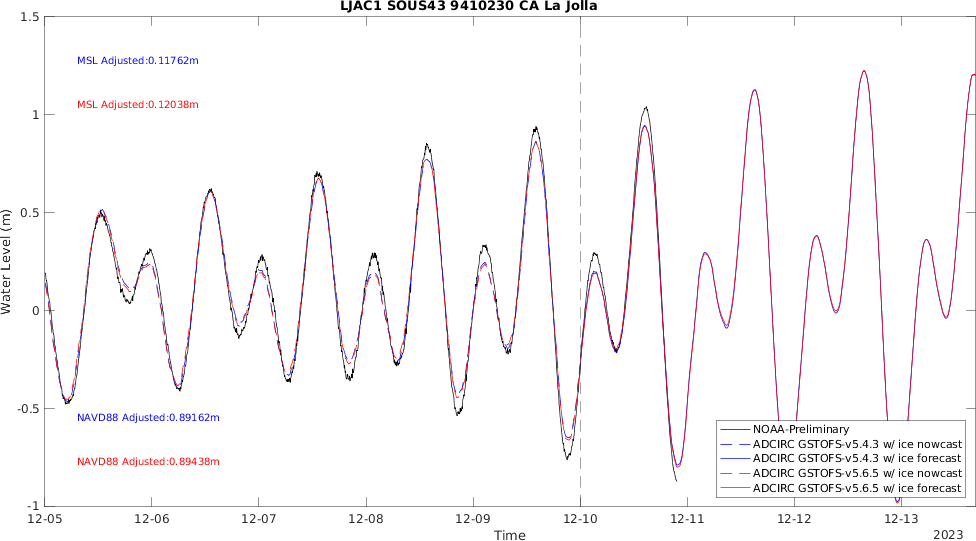 LJAC1 SOUS43 9410230 CA La Jolla
1.5
MSL Adjusted:0.11762m
MSL Adjusted:0.12038m
1
0.5
Water Level (m)
0
-0.5
NAVD88 Adjusted:0.89162m
NAVD88 Adjusted:0.89438m
-1
NOAA-Preliminary
ADCIRC GSTOFS-v5.4.3 w/ ice nowcast
ADCIRC GSTOFS-v5.4.3 w/ ice forecast
ADCIRC GSTOFS-v5.6.5 w/ ice nowcast
ADCIRC GSTOFS-v5.6.5 w/ ice forecast
12-05 12-06 12-07 12-08 12-09 12-10 12-11 12-12 12-13
Time
2023